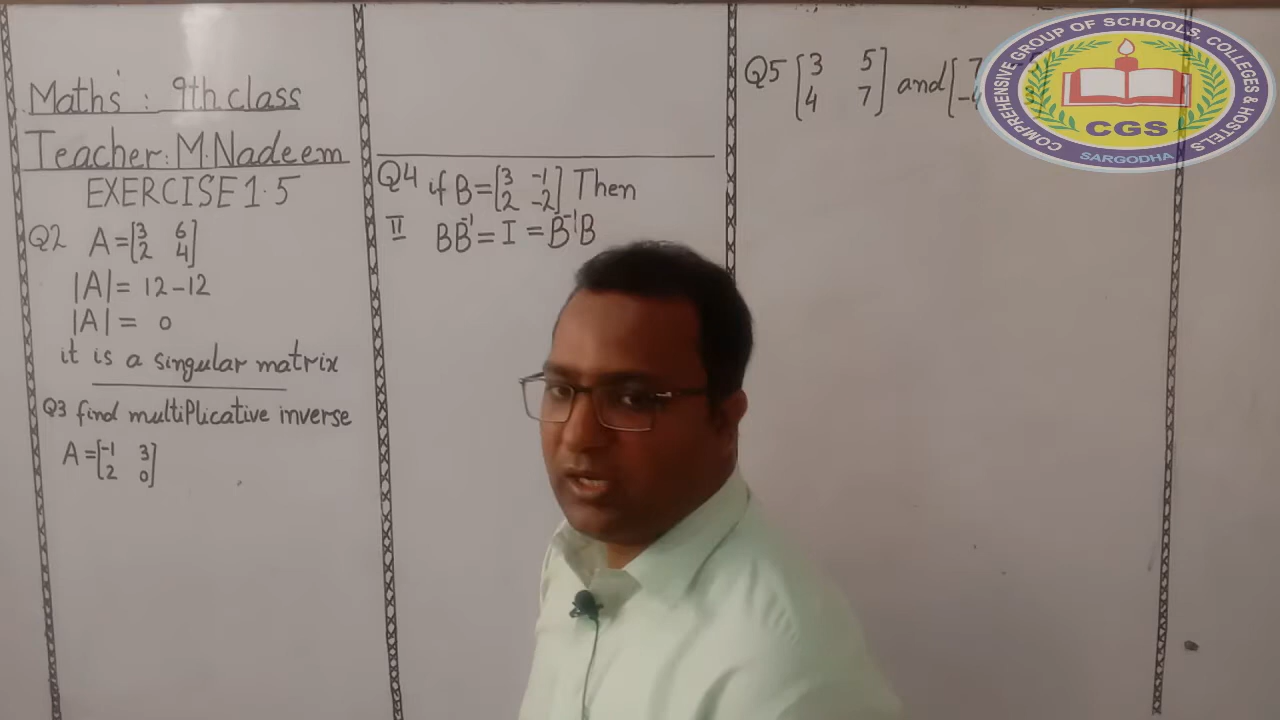 Maths : 9th class
Teacher: M.Nadeem
EXERCISE 1.5
Q2 A = [3 6
2 4]
|A| = 12 - 12
|A| = 0
it is a singular matrix
Q3 find multiplicative inverse
A = [-1 3
2 0]
Q4 if B = [3 -1
2 -2] Then
II BB⁻¹ = I = B⁻¹B
Q5 [3 5
4 7] and [7
COMPREHENSIVE GROUP OF SCHOOLS, COLLEGES & HOSTELS
CGS
SARGODHA